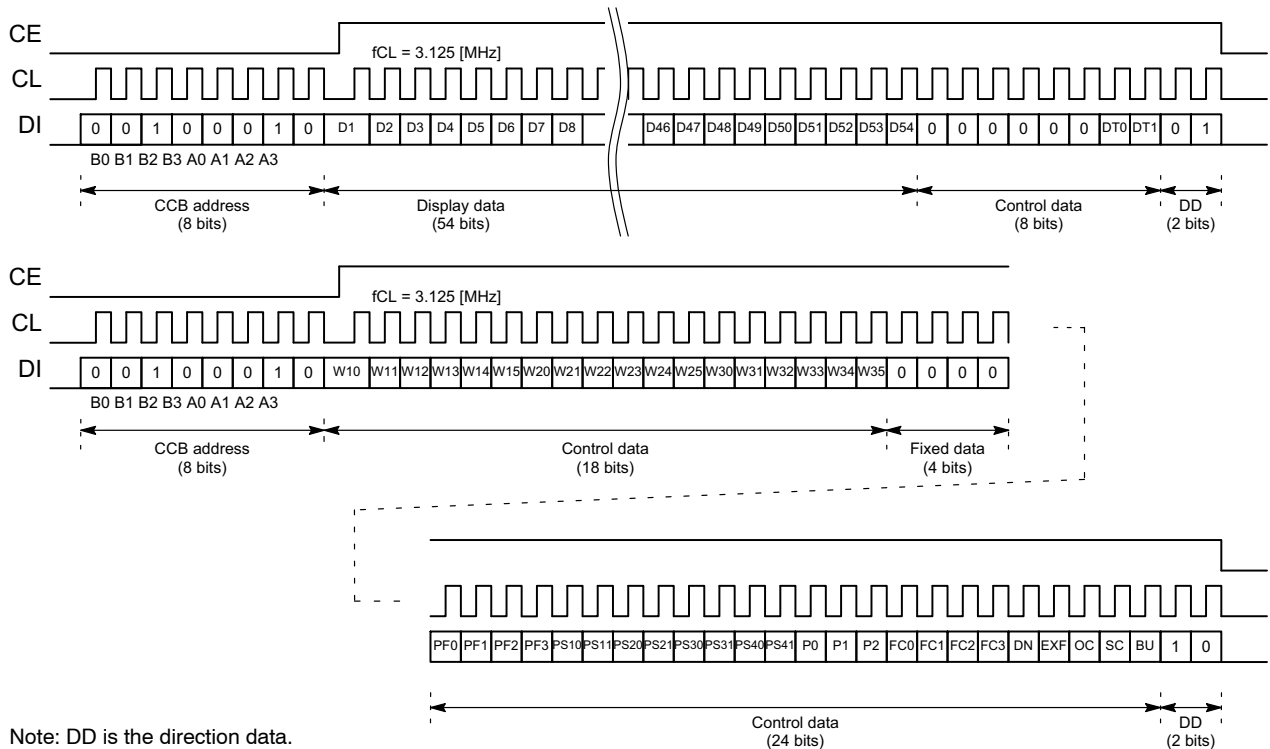 CE
fCL = 3.125 [MHz]
CL
DI 0 0 1 0 0 0 1 0 D1 D2 D3 D4 D5 D6 D7 D8 D46 D47 D48 D49 D50 D51 D52 D53 D54 0 0 0 0 0 0 DT0 DT1 0 1
B0 B1 B2 B3 A0 A1 A2 A3
CCB address Display data Control data DD
(8 bits) (54 bits) (8 bits) (2 bits)
CE
fCL = 3.125 [MHz]
CL
DI 0 0 1 0 0 0 1 0 W10 W11 W12 W13 W14 W15 W20 W21 W22 W23 W24 W25 W30 W31 W32 W33 W34 W35 0 0 0 0
B0 B1 B2 B3 A0 A1 A2 A3
CCB address Control data Fixed data
(8 bits) (18 bits) (4 bits)
PF0 PF1 PF2 PF3 PS10 PS11 PS20 PS21 PS30 PS31 PS40 PS41 P0 P1 P2 FC0 FC1 FC2 FC3 DN EXF OC SC BU 1 0
Control data DD
(24 bits) (2 bits)
Note: DD is the direction data.